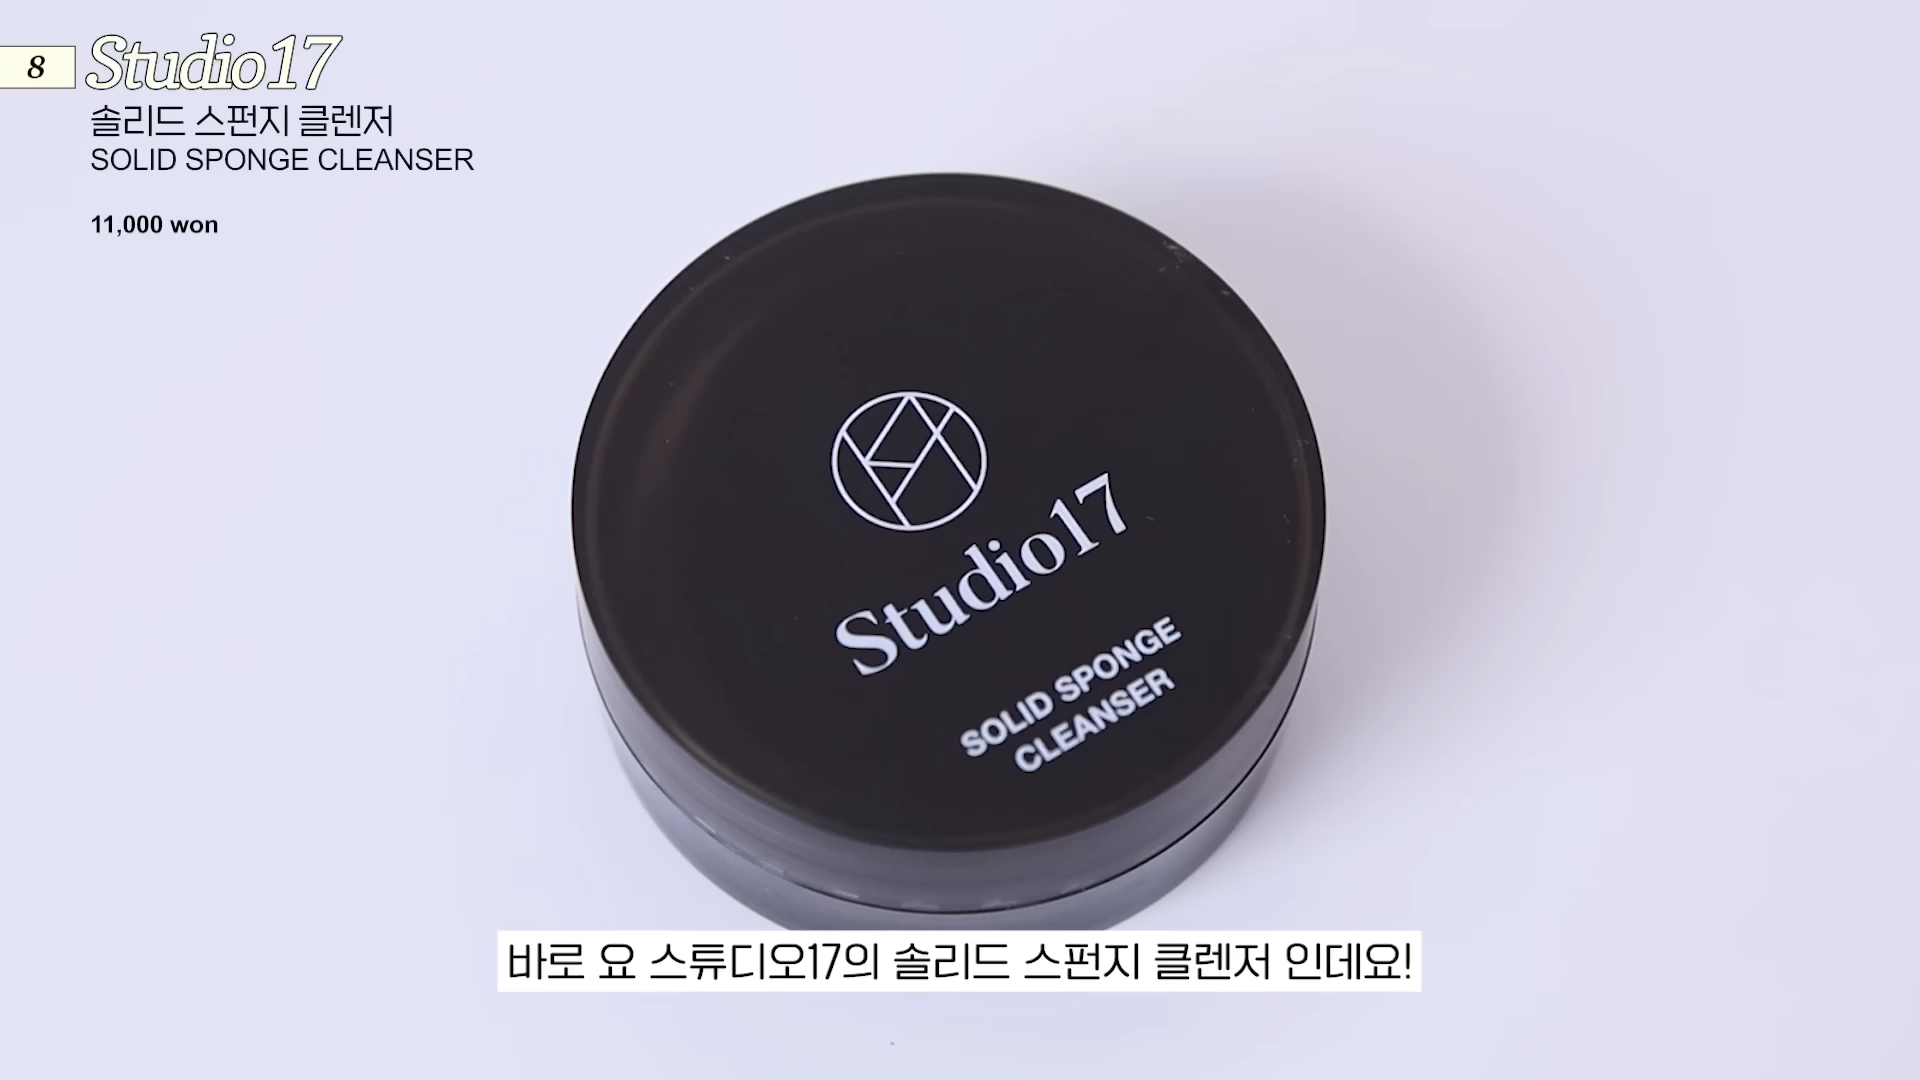 8
Studio17
솔리드 스펀지 클렌저
SOLID SPONGE CLEANSER
11,000 won
Studio17
SOLID SPONGE
CLEANSER
바로 요 스튜디오17의 솔리드 스펀지 클렌저 인데요!